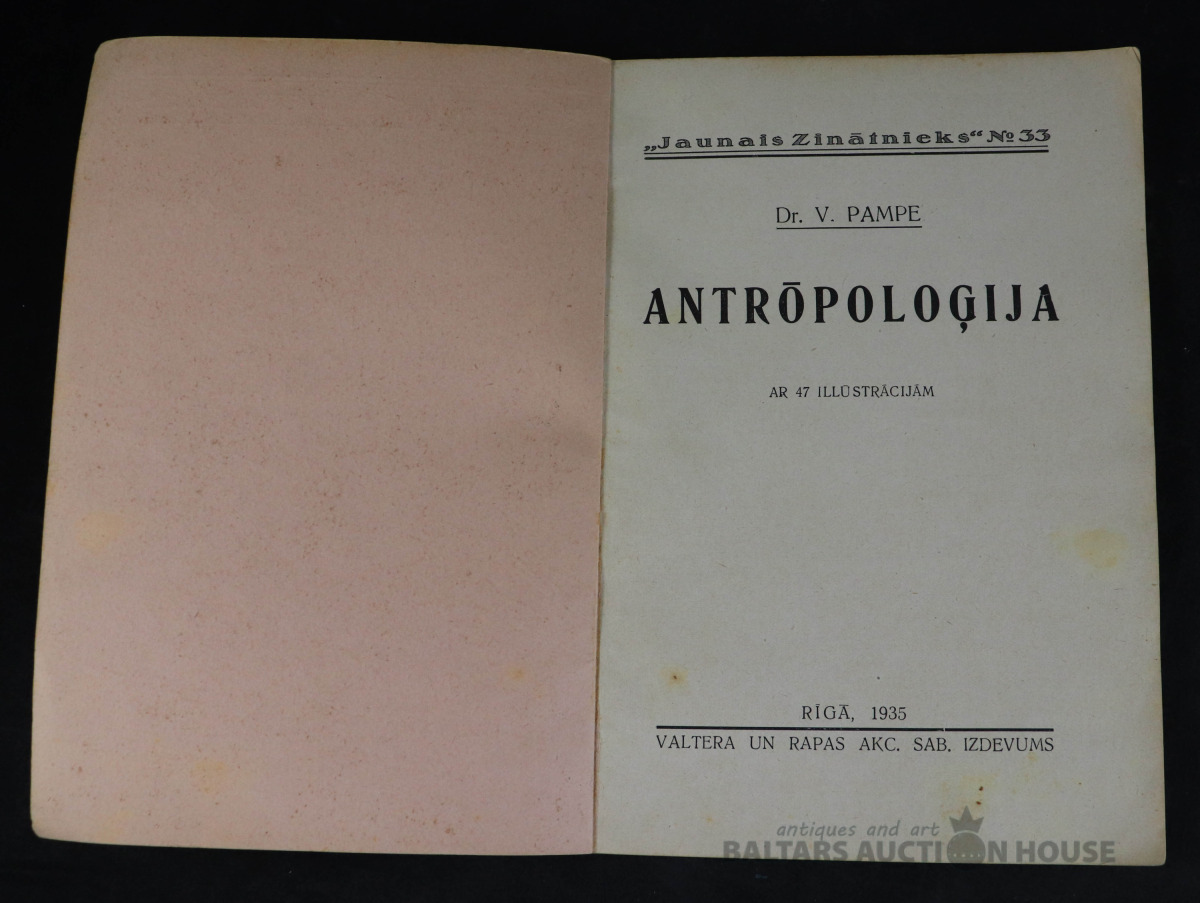 „Jaunais Zinātnieks“ № 33
Dr. V. PAMPE
ANTRŌPOLOĢIJA
AR 47 ILLŪSTRĀCIJĀM
RĪGĀ, 1935
VALTERA UN RAPAS AKC. SAB. IZDEVUMS
antiques and art
BALTARS AUCTION HOUSE